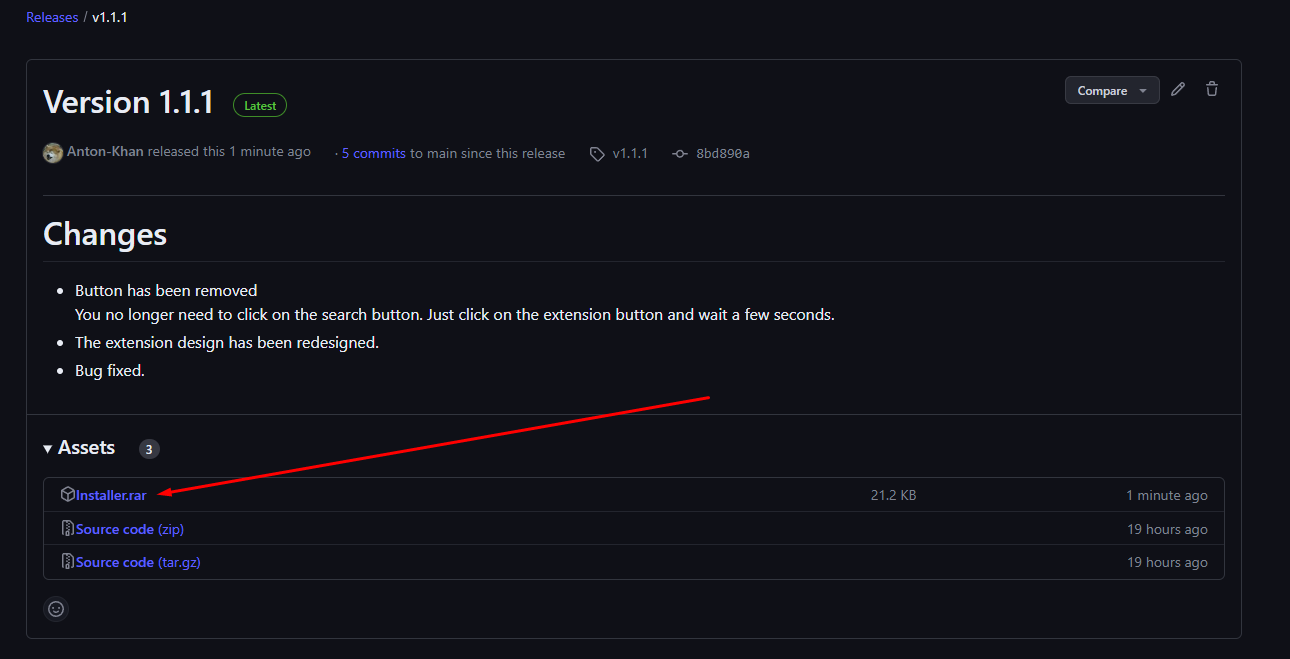 Releases / v1.1.1
Version 1.1.1 Latest Compare
Anton-Khan released this 1 minute ago · 5 commits to main since this release v1.1.1 8bd890a
Changes
Button has been removed
You no longer need to click on the search button. Just click on the extension button and wait a few seconds.
The extension design has been redesigned.
Bug fixed.
Assets 3
Installer.rar 21.2 KB 1 minute ago
Source code (zip) 19 hours ago
Source code (tar.gz) 19 hours ago